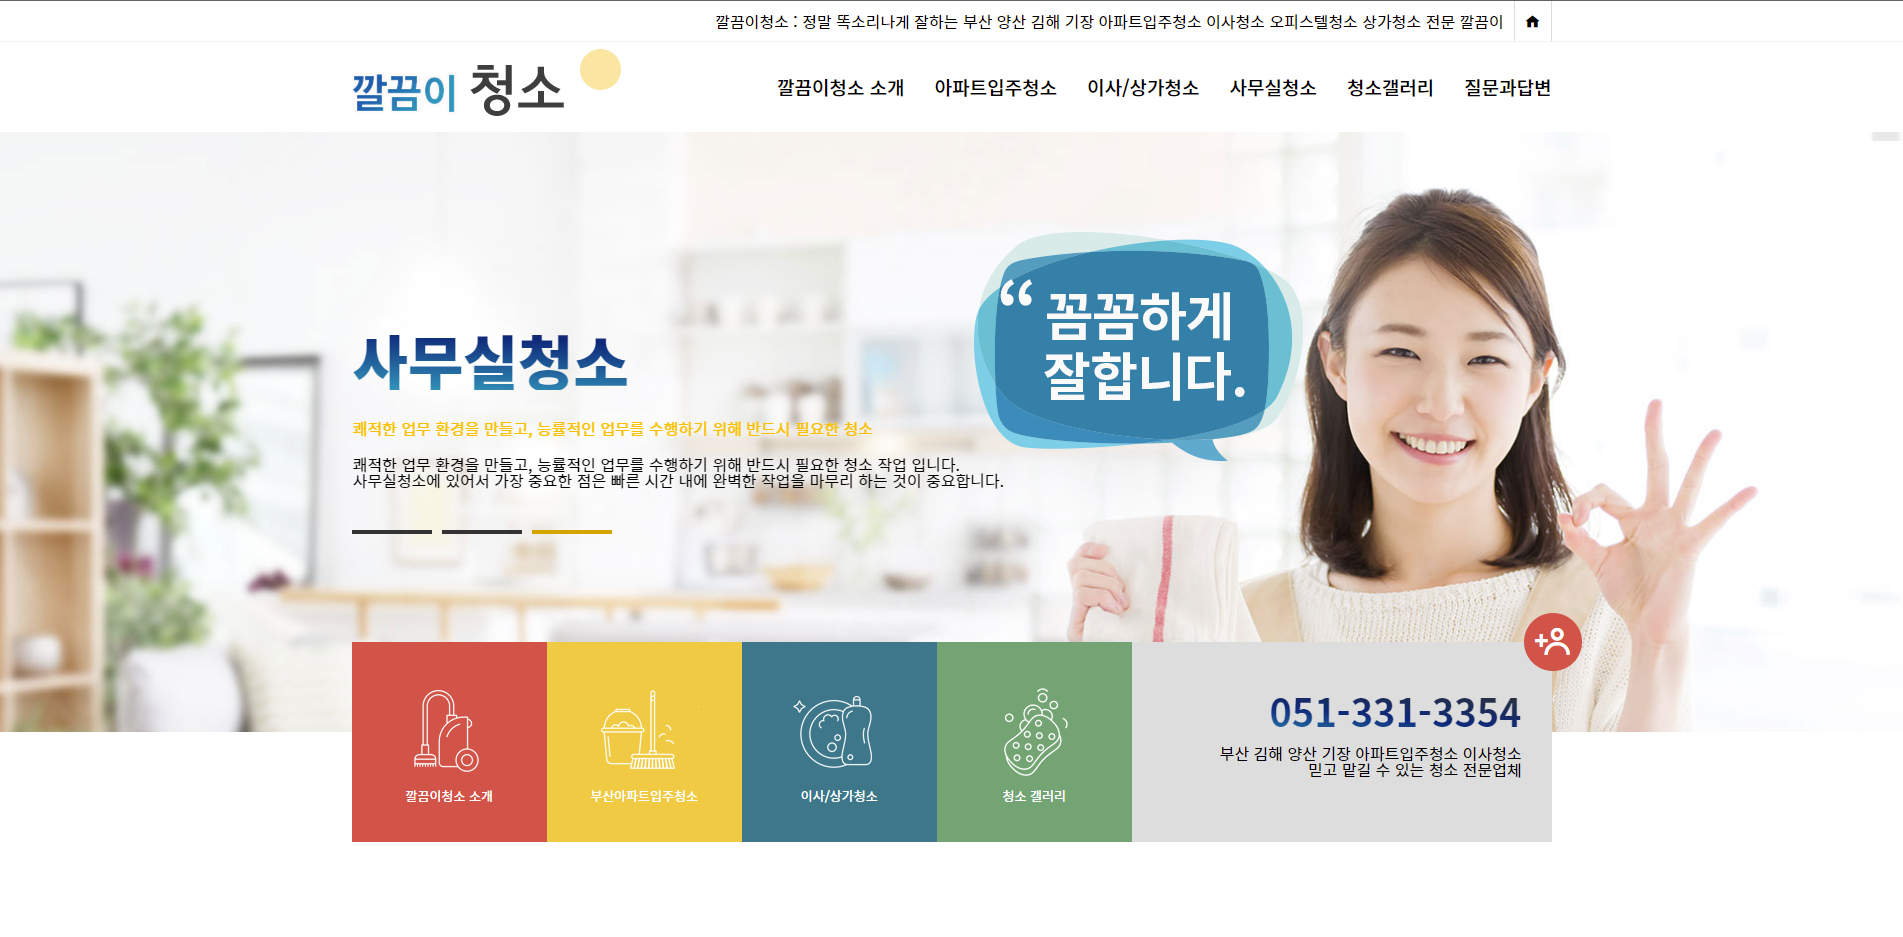 깔끔이청소 : 정말 똑소리나게 잘하는 부산 양산 김해 기장 아파트입주청소 이사청소 오피스텔청소 상가청소 전문 깔끔이
깔끔이 청소
깔끔이청소 소개 아파트입주청소 이사/상가청소 사무실청소 청소갤러리 질문과답변
“ 꼼꼼하게
잘합니다.
사무실청소
쾌적한 업무 환경을 만들고, 능률적인 업무를 수행하기 위해 반드시 필요한 청소
쾌적한 업무 환경을 만들고, 능률적인 업무를 수행하기 위해 반드시 필요한 청소 작업 입니다.
사무실청소에 있어서 가장 중요한 점은 빠른 시간 내에 완벽한 작업을 마무리 하는 것이 중요합니다.
깔끔이청소 소개
부산아파트입주청소
이사/상가청소
청소 갤러리
051-331-3354
부산 김해 양산 기장 아파트입주청소 이사청소
믿고 맡길 수 있는 청소 전문업체